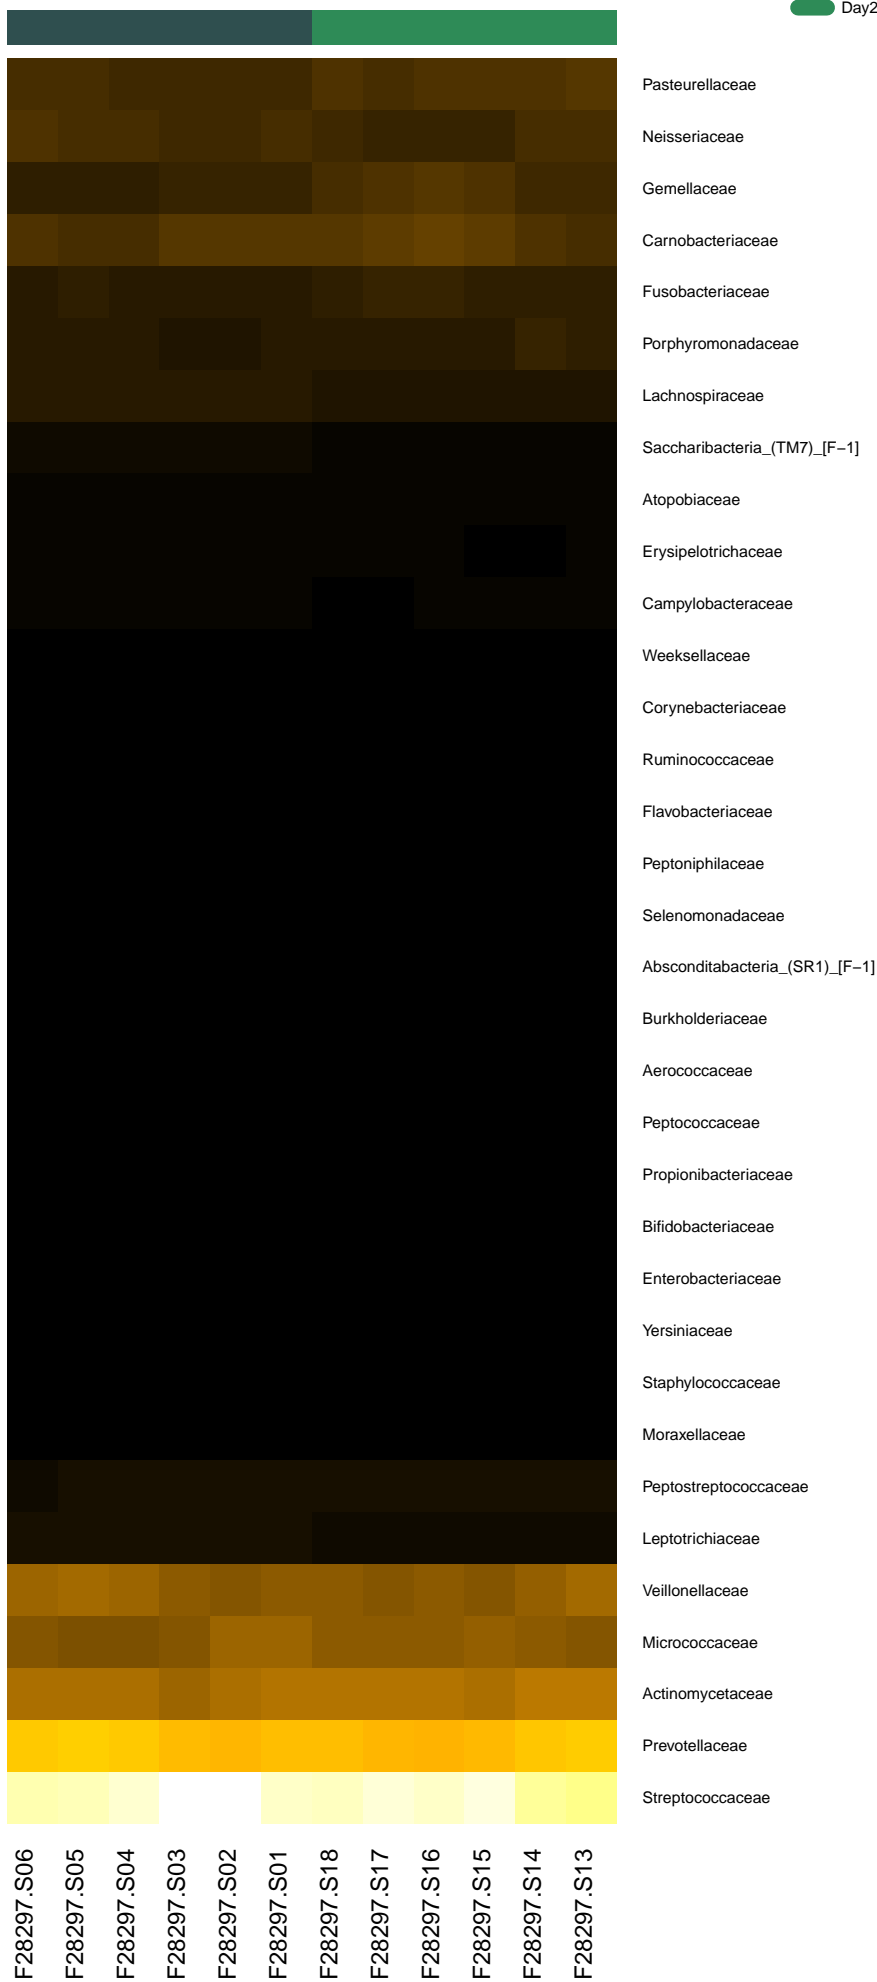 Day2
Pasteurellaceae
Neisseriaceae
Gemellaceae
Carnobacteriaceae
Fusobacteriaceae
Porphyromonadaceae
Lachnospiraceae
Saccharibacteria_(TM7)_[F−1]
Atopobiaceae
Erysipelotrichaceae
Campylobacteraceae
Weeksellaceae
Corynebacteriaceae
Ruminococcaceae
Flavobacteriaceae
Peptoniphilaceae
Selenomonadaceae
Absconditabacteria_(SR1)_[F−1]
Burkholderiaceae
Aerococcaceae
Peptococcaceae
Propionibacteriaceae
Bifidobacteriaceae
Enterobacteriaceae
Yersiniaceae
Staphylococcaceae
Moraxellaceae
Peptostreptococcaceae
Leptotrichiaceae
Veillonellaceae
Micrococcaceae
Actinomycetaceae
Prevotellaceae
Streptococcaceae
F28297.S06
F28297.S05
F28297.S04
F28297.S03
F28297.S02
F28297.S01
F28297.S18
F28297.S17
F28297.S16
F28297.S15
F28297.S14
F28297.S13